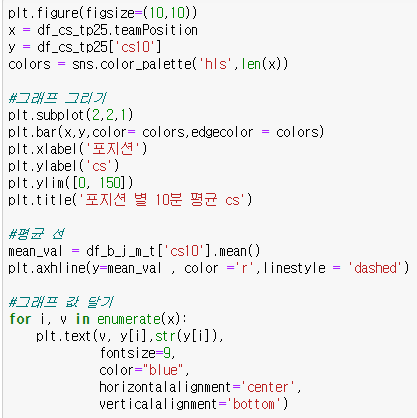 plt.figure(figsize=(10,10))
x = df_cs_tp25.teamPosition
y = df_cs_tp25['cs10']
colors = sns.color_palette('hls',len(x))
#그래프 그리기
plt.subplot(2,2,1)
plt.bar(x,y,color= colors,edgecolor = colors)
plt.xlabel('포지션')
plt.ylabel('cs')
plt.ylim([0, 150])
plt.title('포지션 별 10분 평균 cs')
#평균 선
mean_val = df_b_j_m_t['cs10'].mean()
plt.axhline(y=mean_val , color ='r',linestyle = 'dashed')
#그래프 값 달기
for i, v in enumerate(x):
plt.text(v, y[i],str(y[i]),
fontsize=9,
color="blue",
horizontalalignment='center',
verticalalignment='bottom')